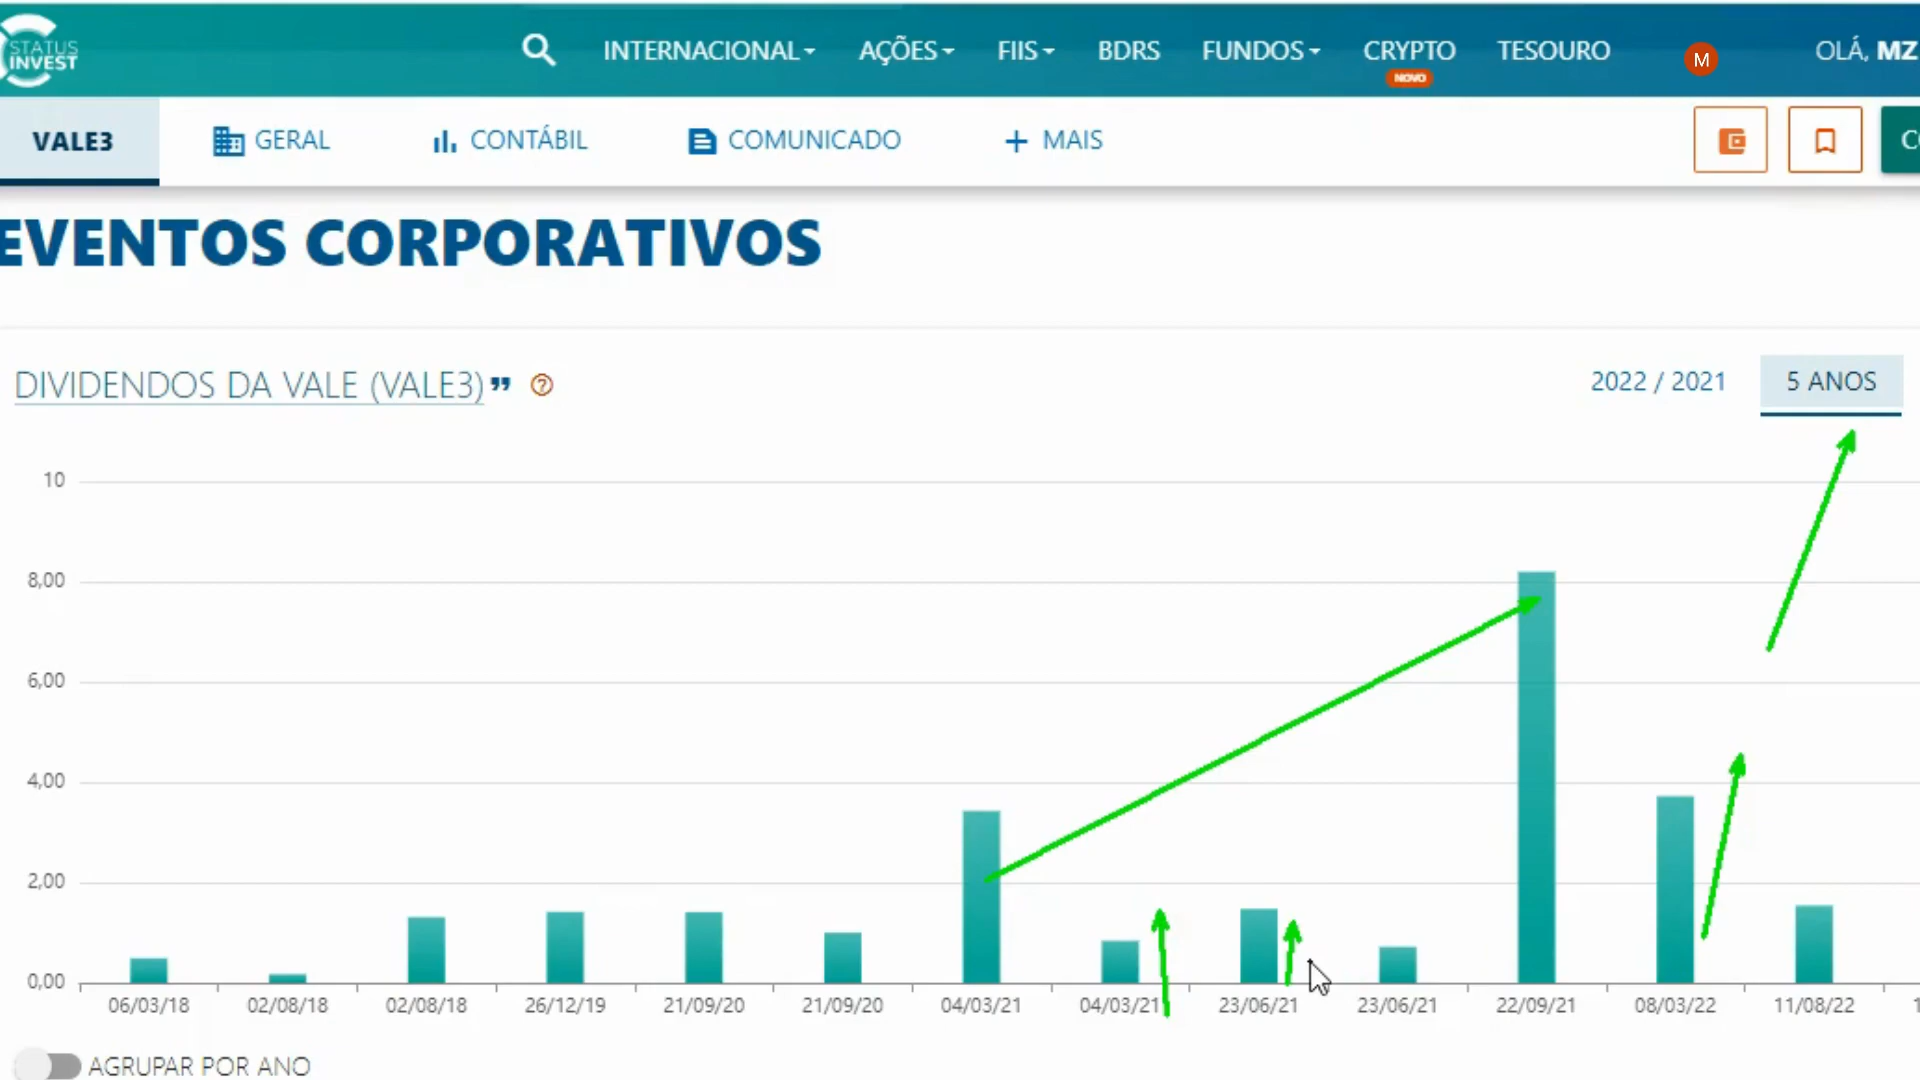 STATUS
INVEST
INTERNACIONAL
AÇÕES
FIIS
BDRS
FUNDOS
CRYPTO
NOVO
TESOURO
M
OLÁ, MZ
VALE3
GERAL
CONTÁBIL
COMUNICADO
+ MAIS
EVENTOS CORPORATIVOS
DIVIDENDOS DA VALE (VALE3) ” ?
2022 / 2021
5 ANOS
10
8,00
6,00
4,00
2,00
0,00
06/03/18
02/08/18
02/08/18
26/12/19
21/09/20
21/09/20
04/03/21
04/03/21
23/06/21
23/06/21
22/09/21
08/03/22
11/08/22
AGRUPAR POR ANO